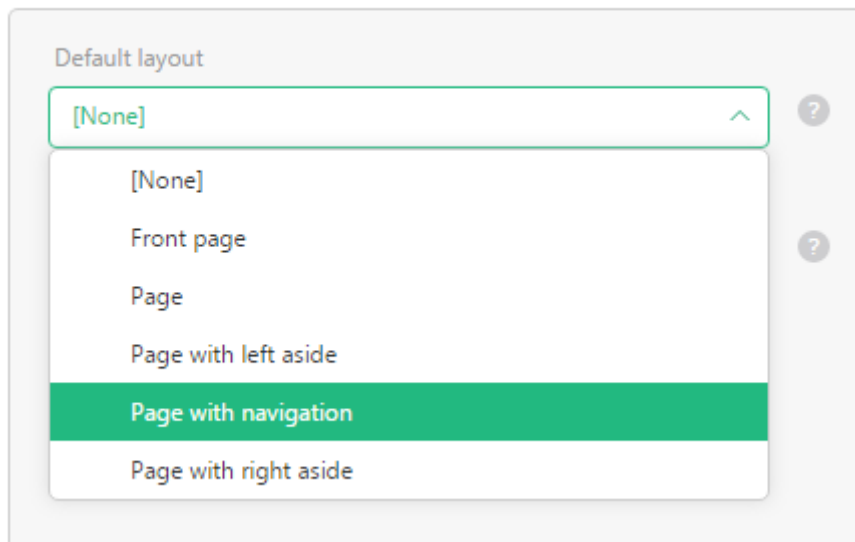 Default layout
[None]
?
[None]
Front page
?
Page
Page with left aside
Page with navigation
Page with right aside